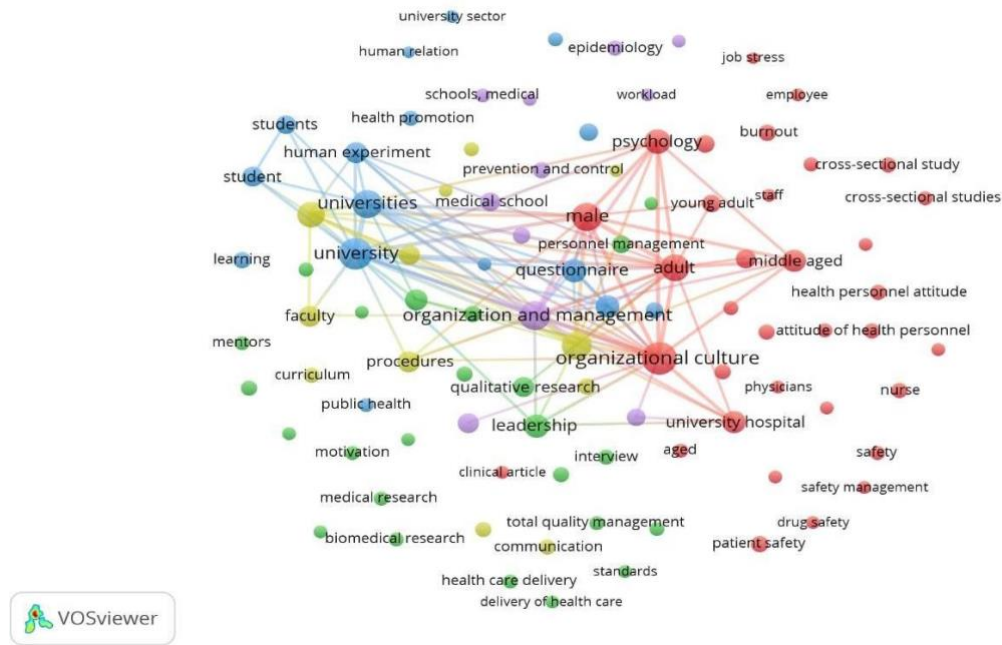 university sector
human relation
epidemiology
job stress
schools, medical
workload
employee
students
health promotion
psychology
burnout
human experiment
student
prevention and control
cross-sectional study
universities
medical school
young adult
staff
cross-sectional studies
male
university
personnel management
learning
questionnaire
adult
middle aged
health personnel attitude
faculty
organization and management
attitude of health personnel
mentors
procedures
organizational culture
curriculum
qualitative research
physicians
nurse
public health
leadership
university hospital
motivation
interview
aged
safety
clinical article
safety management
medical research
biomedical research
total quality management
drug safety
communication
patient safety
health care delivery
standards
delivery of health care
VOSviewer